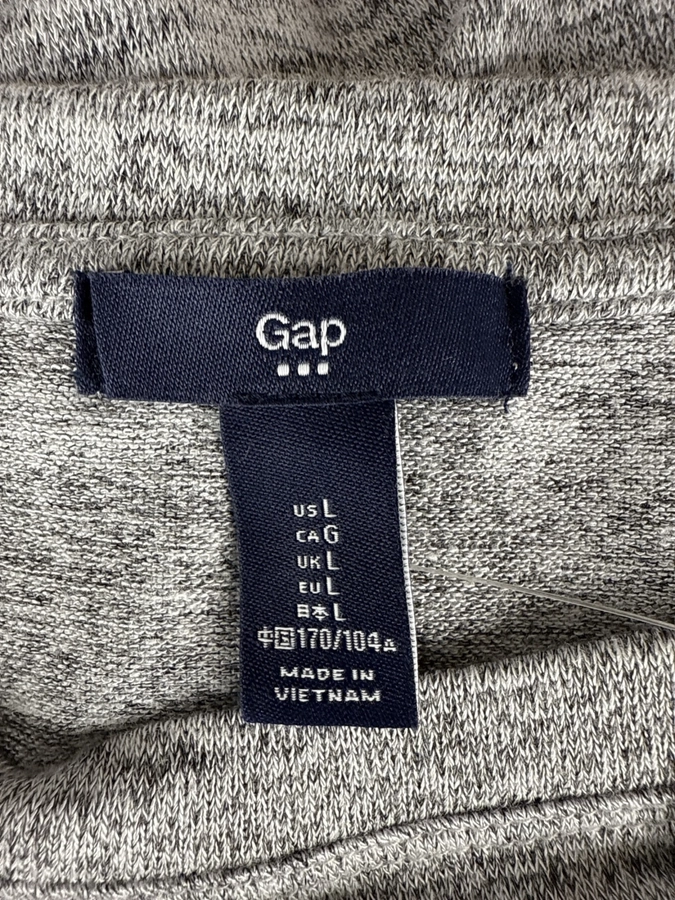 Gap
US L
CA G
UK L
EU L
日本 L
中国170/104A
MADE IN
VIETNAM